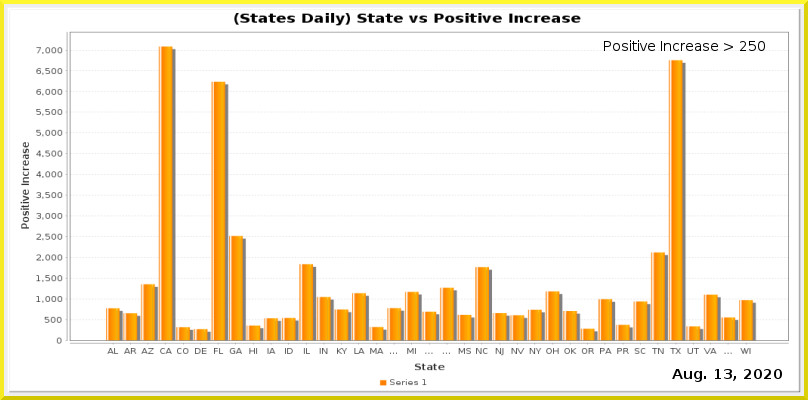 (States Daily) State vs Positive Increase
Positive Increase > 250
Positive Increase
7,000
6,500
6,000
5,500
5,000
4,500
4,000
3,500
3,000
2,500
2,000
1,500
1,000
500
0
AL AR AZ CA CO DE FL GA HI IA ID IL IN KY LA MA ... MI ... ... MS NC NJ NV NY OH OK OR PA PR SC TN TX UT VA ... WI
State
Series 1
Aug. 13, 2020